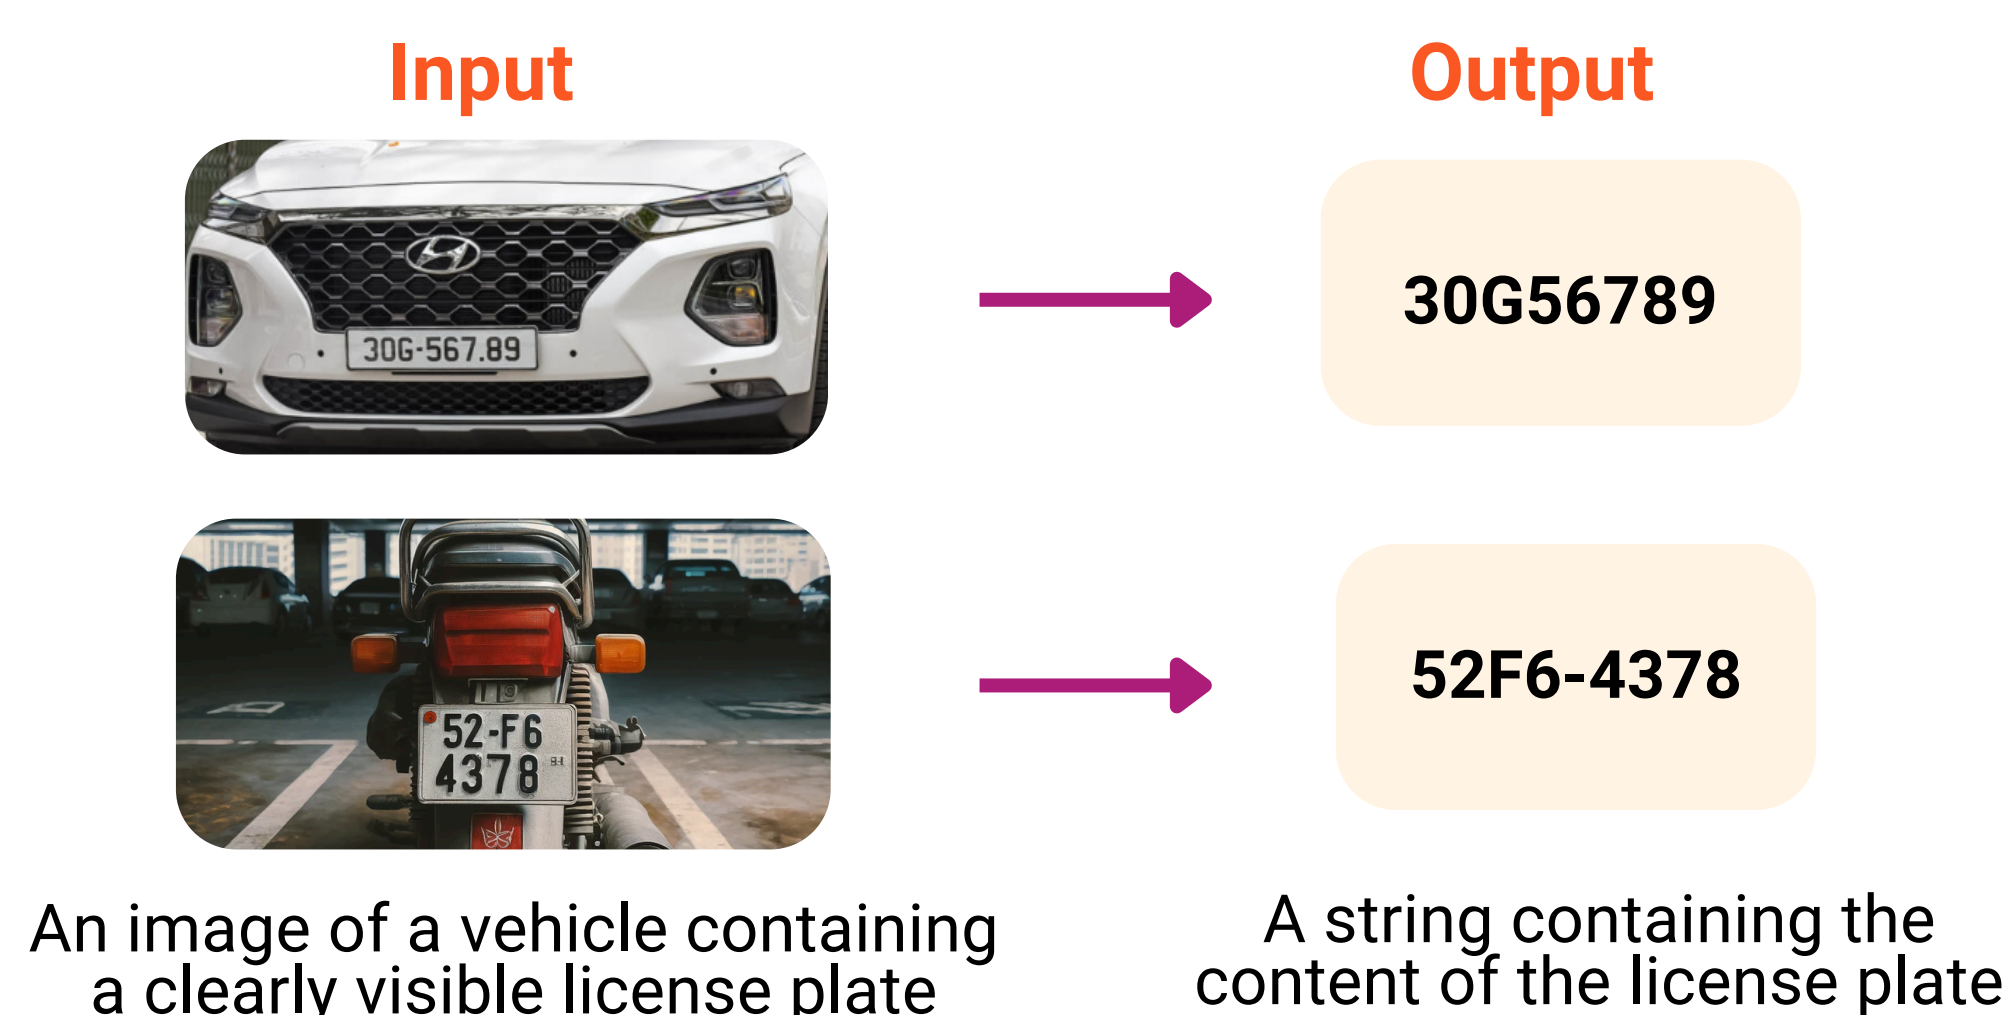 Input
Output
30G-567.89
30G56789
52-F6
4378
52F6-4378
An image of a vehicle containing
a clearly visible license plate
A string containing the
content of the license plate